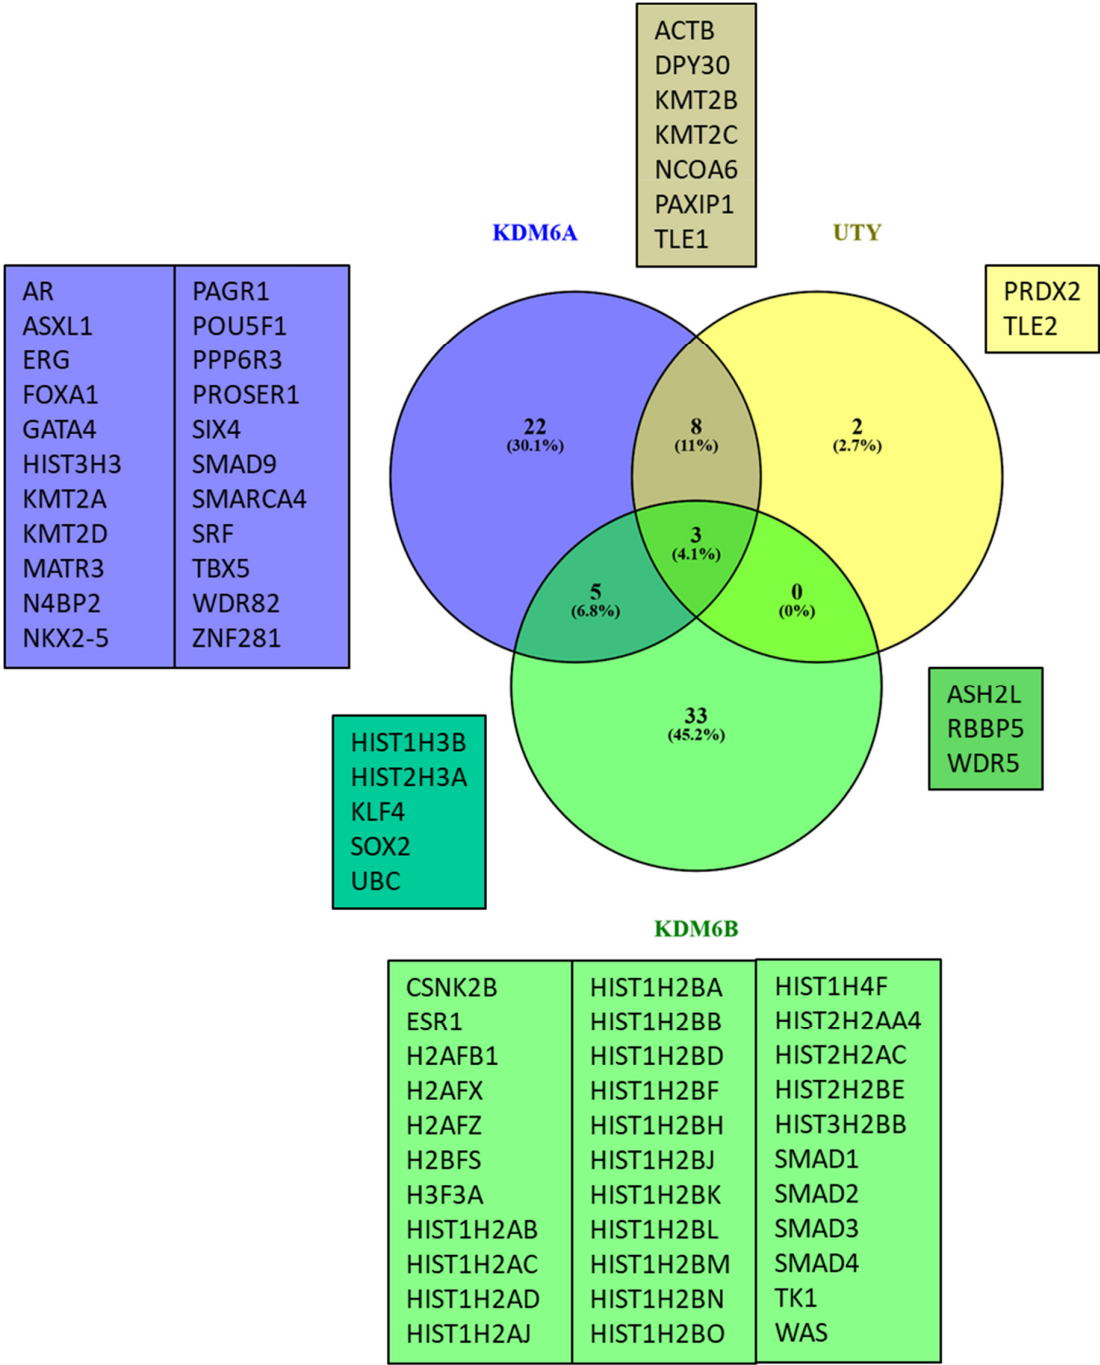 ACTB
DPY30
KMT2B
KMT2C
NCOA6
PAXIP1
TLE1
KDM6A
UTY
AR
ASXL1
ERG
FOXA1
GATA4
HIST3H3
KMT2A
KMT2D
MATR3
N4BP2
NKX2-5
PAGR1
POU5F1
PPP6R3
PROSER1
SIX4
SMAD9
SMARCA4
SRF
TBX5
WDR82
ZNF281
PRDX2
TLE2
22
(30.1%)
8
(11%)
2
(2.7%)
3
(4.1%)
5
(6.8%)
0
(0%)
33
(45.2%)
ASH2L
RBBP5
WDR5
HIST1H3B
HIST2H3A
KLF4
SOX2
UBC
KDM6B
CSNK2B
ESR1
H2AFB1
H2AFX
H2AFZ
H2BFS
H3F3A
HIST1H2AB
HIST1H2AC
HIST1H2AD
HIST1H2AJ
HIST1H2BA
HIST1H2BB
HIST1H2BD
HIST1H2BF
HIST1H2BH
HIST1H2BJ
HIST1H2BK
HIST1H2BL
HIST1H2BM
HIST1H2BN
HIST1H2BO
HIST1H4F
HIST2H2AA4
HIST2H2AC
HIST2H2BE
HIST3H2BB
SMAD1
SMAD2
SMAD3
SMAD4
TK1
WAS